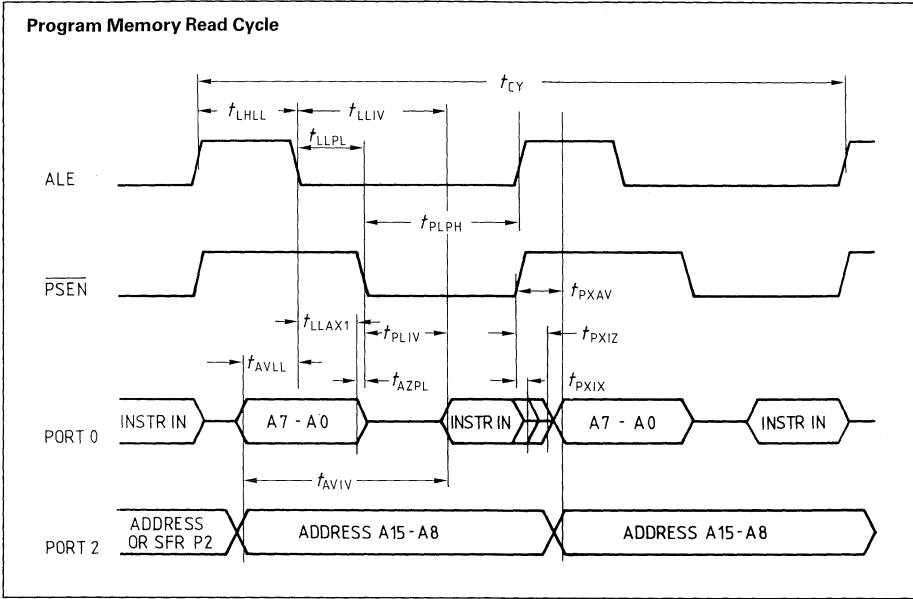 Program Memory Read Cycle
tCY
tLHLL
tLLIV
tLLPL
ALE
tPLPH
PSEN
tPXAV
tLLAX1
tPLIV
tPXIZ
tAVLL
tAZPL
tPXIX
PORT 0
INSTR IN
A7 - A0
INSTR IN
A7 - A0
INSTR IN
tAVIV
PORT 2
ADDRESS
OR SFR P2
ADDRESS A15-A8
ADDRESS A15-A8